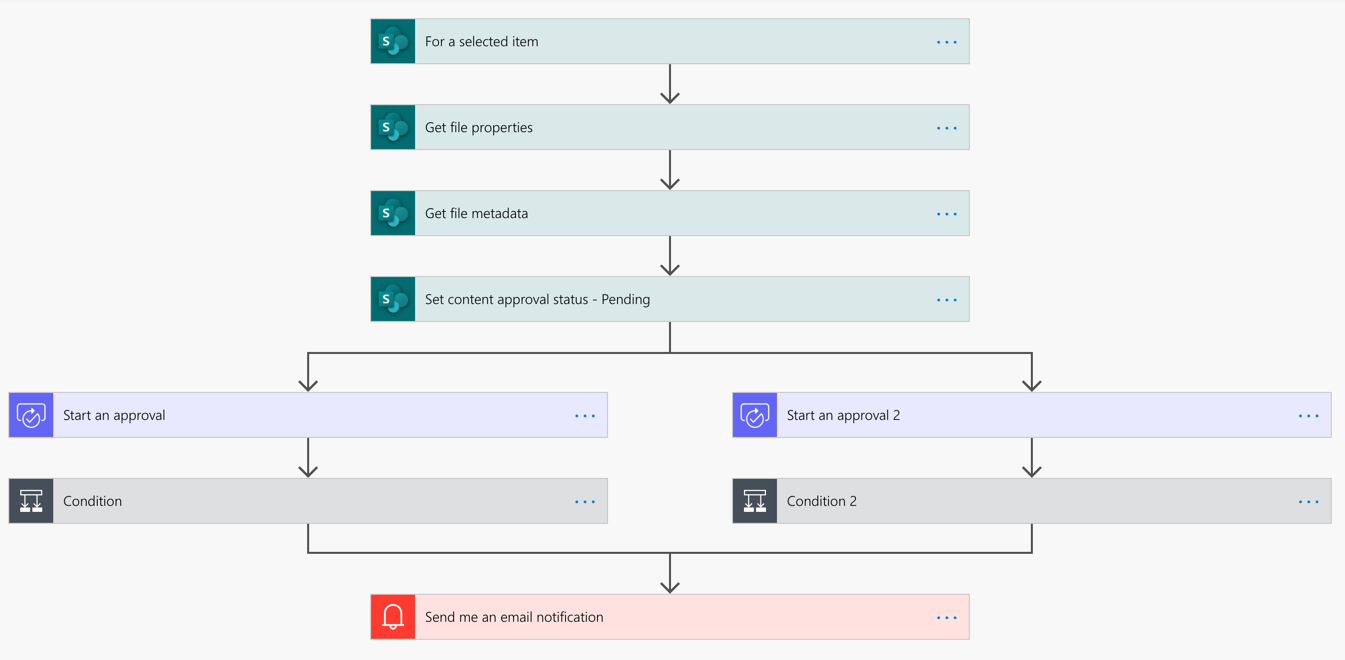 For a selected item
Get file properties
Get file metadata
Set content approval status - Pending
Start an approval
Start an approval 2
Condition
Condition 2
Send me an email notification